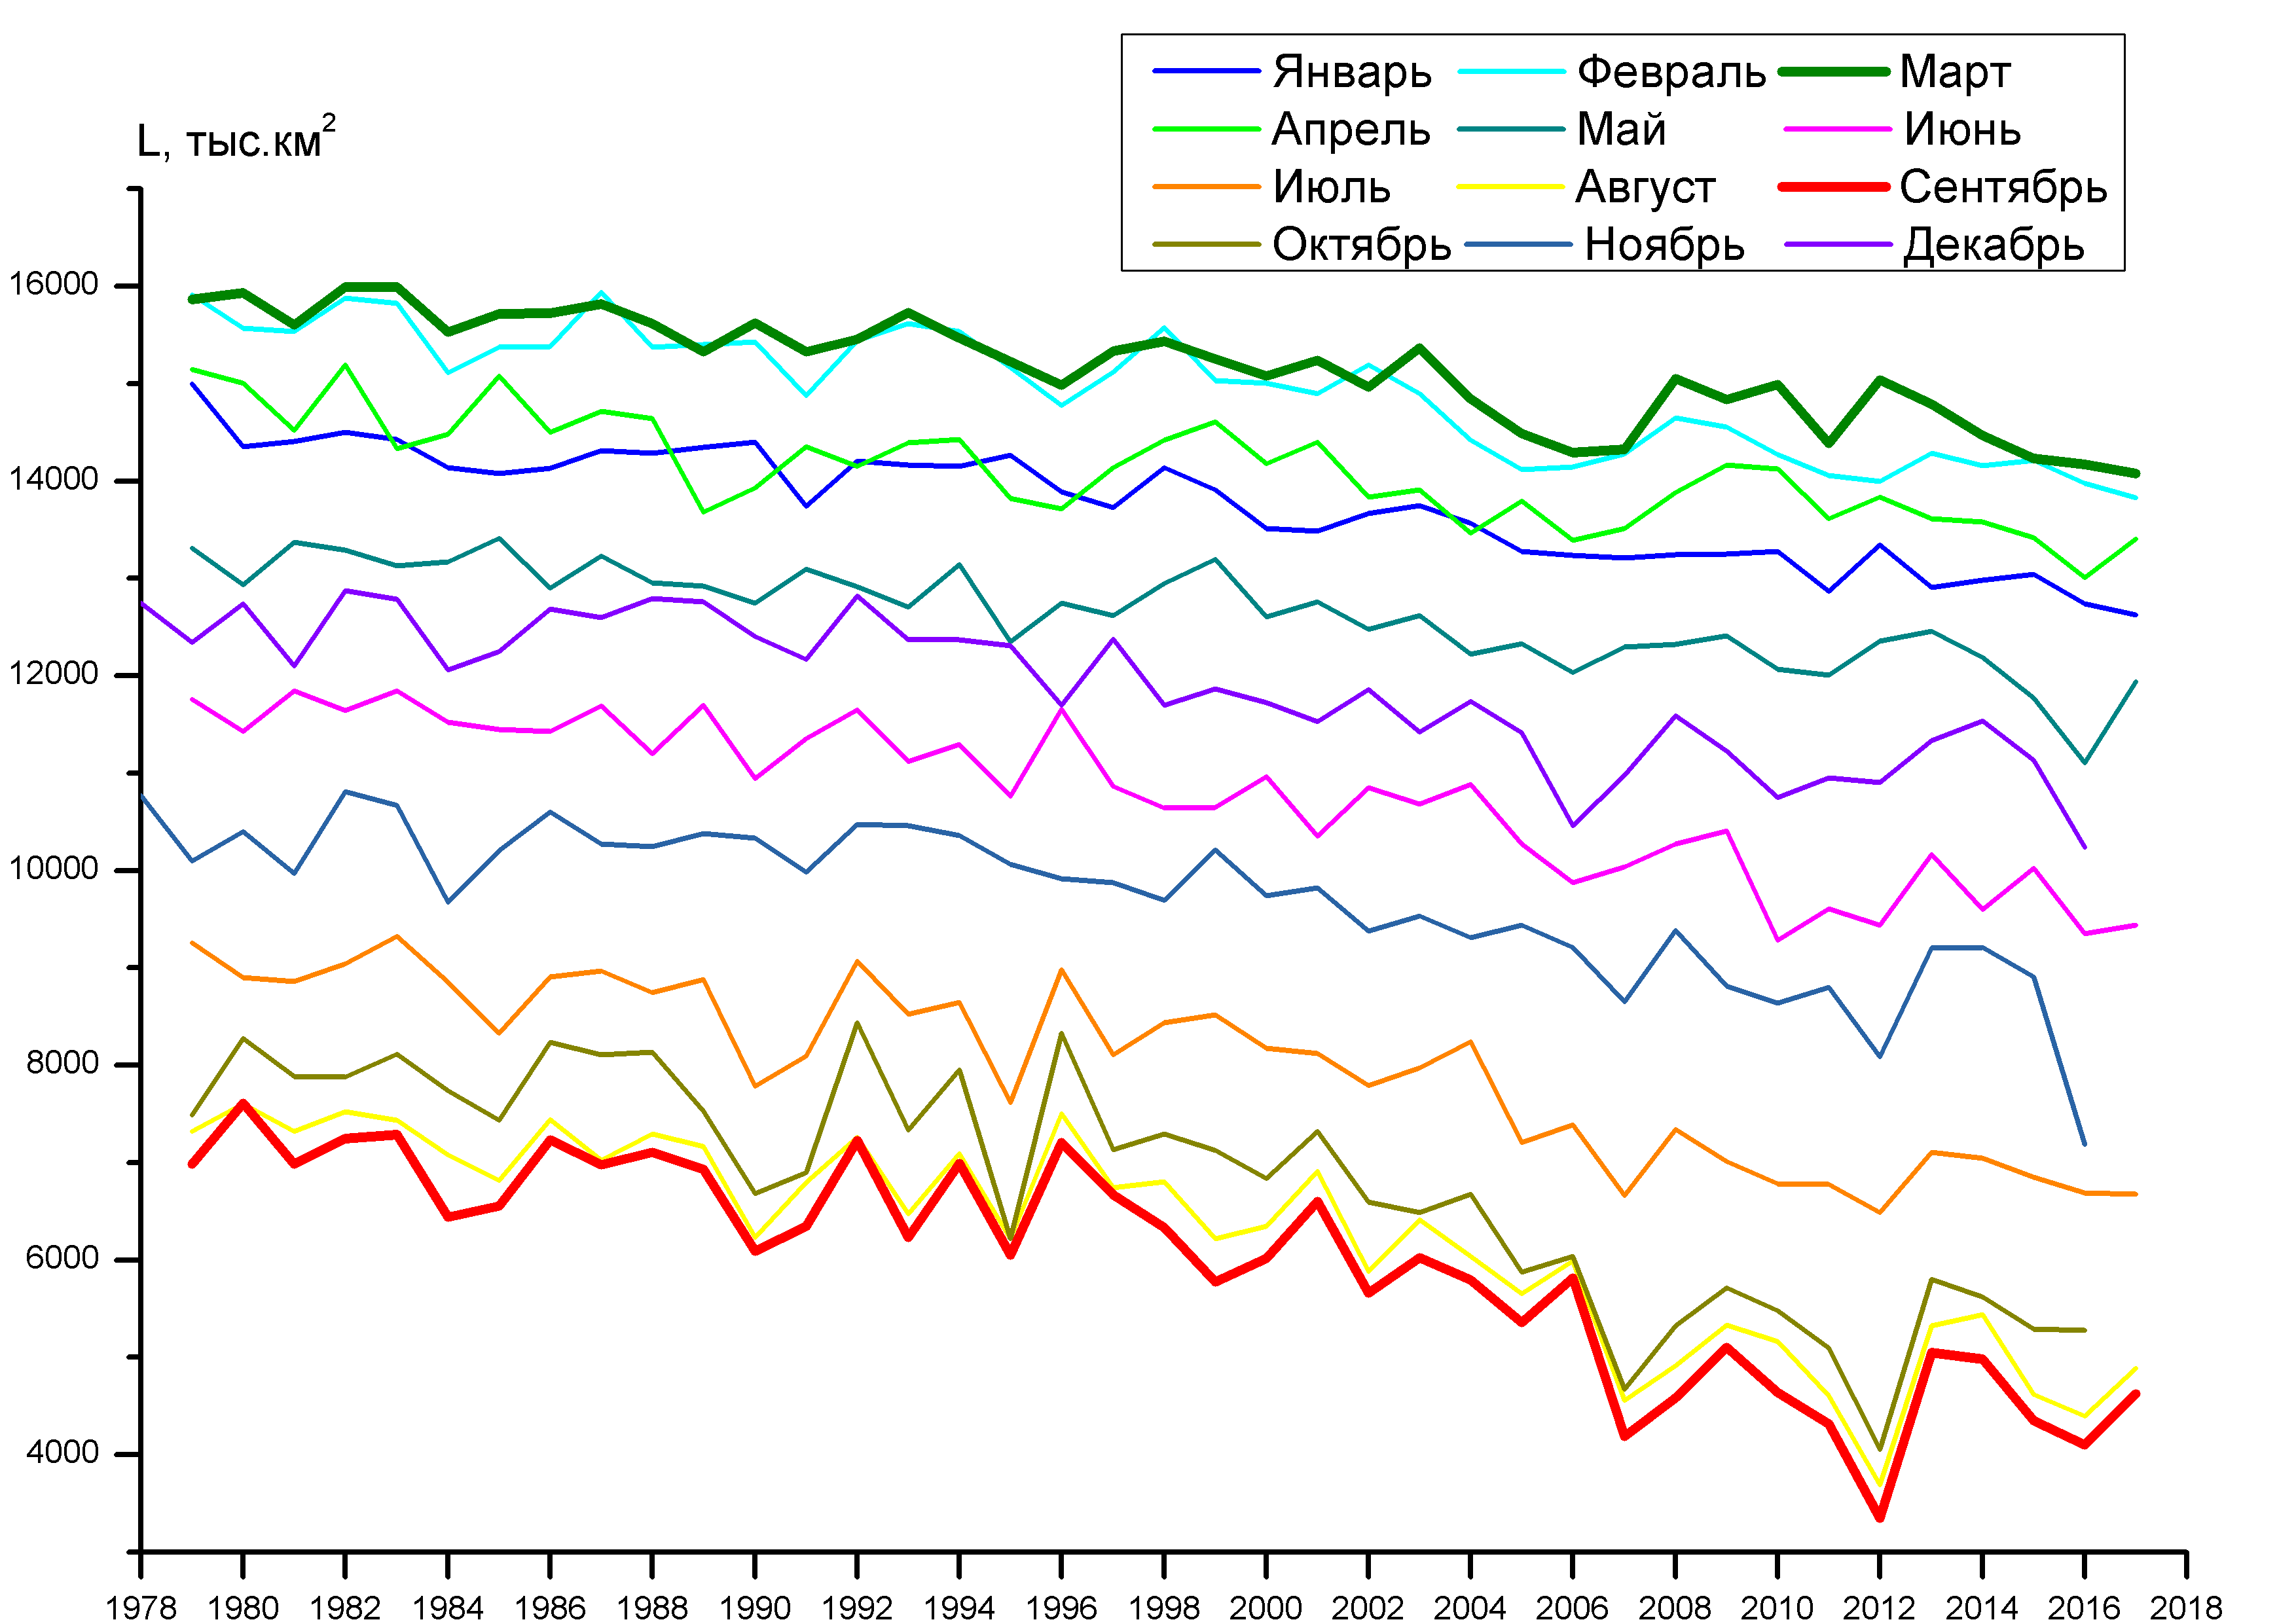 Январь Февраль Март
L, тыс.км²
Апрель Май Июнь
Июль Август Сентябрь
Октябрь Ноябрь Декабрь
16000
14000
12000
10000
8000
6000
4000
1978 1980 1982 1984 1986 1988 1990 1992 1994 1996 1998 2000 2002 2004 2006 2008 2010 2012 2014 2016 2018